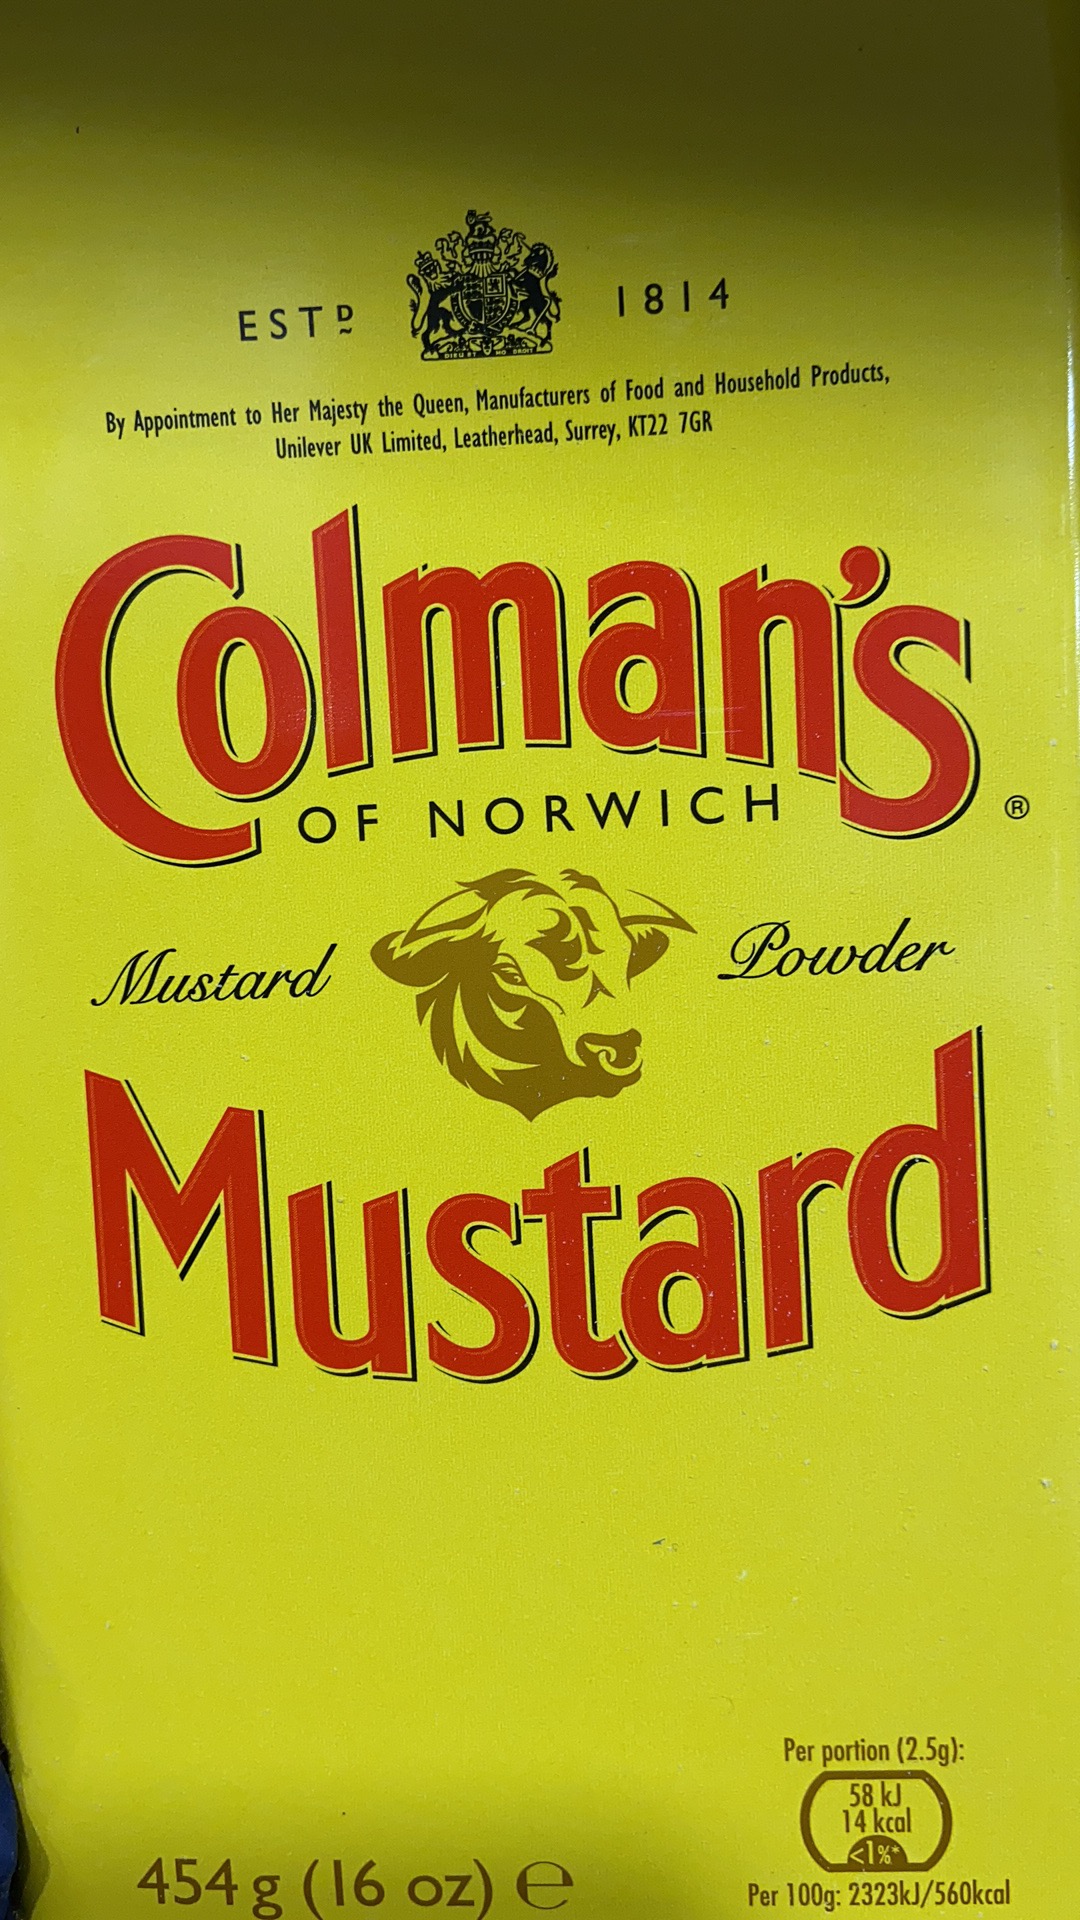 ESTD 1814
DIEU ET MON DROIT
By Appointment to Her Majesty the Queen, Manufacturers of Food and Household Products,
Unilever UK Limited, Leatherhead, Surrey, KT22 7GR
Colman's
OF NORWICH ®
Mustard Powder
Mustard
Per portion (2.5g):
58 kJ
14 kcal
<1%*
454g (16 oz) ℮
Per 100g: 2323kJ/560kcal